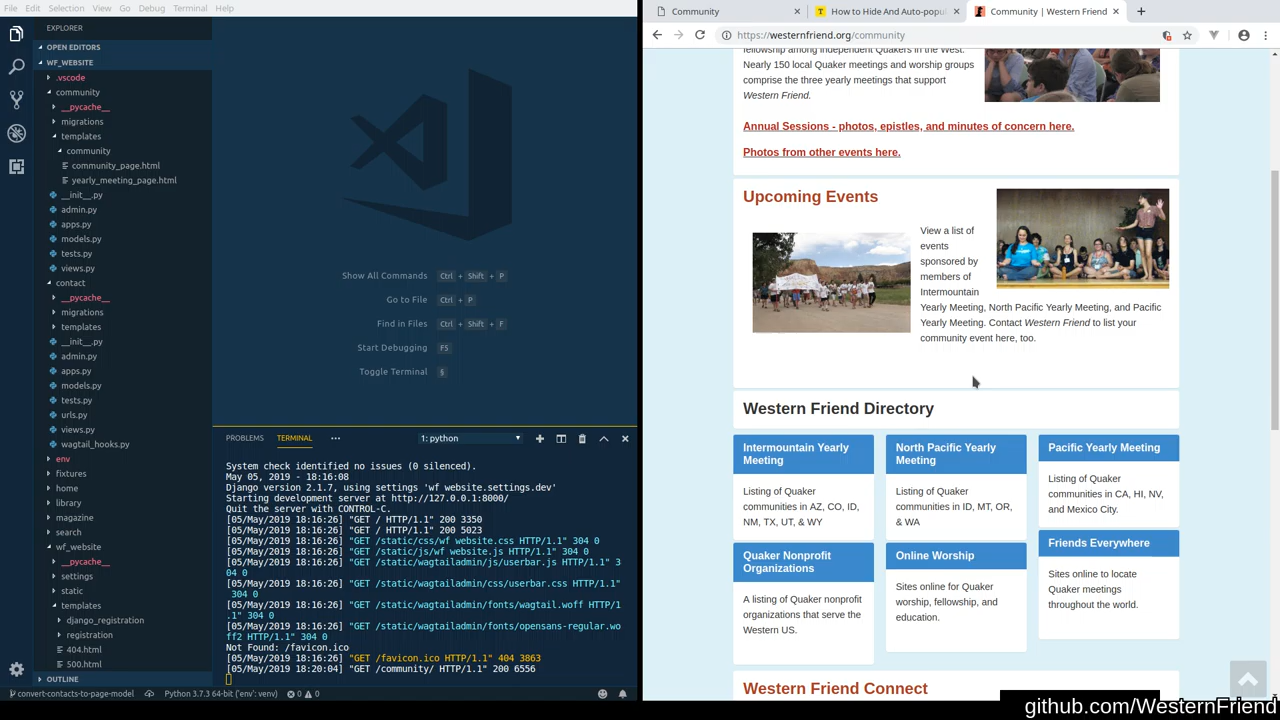 File Edit Selection View Go Debug Terminal Help
EXPLORER
OPEN EDITORS
WF_WEBSITE
.vscode
community
__pycache__
migrations
templates
community
community_page.html
yearly_meeting_page.html
__init__.py
admin.py
apps.py
models.py
tests.py
views.py
contact
__pycache__
migrations
templates
__init__.py
admin.py
apps.py
models.py
tests.py
urls.py
views.py
wagtail_hooks.py
env
fixtures
home
library
magazine
search
wf_website
__pycache__
settings
static
templates
django_registration
registration
404.html
500.html
OUTLINE
Show All Commands Ctrl + Shift + P
Go to File Ctrl + P
Find in Files Ctrl + Shift + F
Start Debugging F5
Toggle Terminal § 
PROBLEMS TERMINAL ··· 1: python
System check identified no issues (0 silenced).
May 05, 2019 - 18:16:08
Django version 2.1.7, using settings 'wf_website.settings.dev'
Starting development server at http://127.0.0.1:8000/
Quit the server with CONTROL-C.
[05/May/2019 18:16:26] "GET / HTTP/1.1" 200 3350
[05/May/2019 18:16:26] "GET / HTTP/1.1" 200 5023
[05/May/2019 18:16:26] "GET /static/css/wf_website.css HTTP/1.1" 304 0
[05/May/2019 18:16:26] "GET /static/js/wf_website.js HTTP/1.1" 304 0
[05/May/2019 18:16:26] "GET /static/wagtailadmin/js/userbar.js HTTP/1.1" 3
04 0
[05/May/2019 18:16:26] "GET /static/wagtailadmin/css/userbar.css HTTP/1.1"
304 0
[05/May/2019 18:16:26] "GET /static/wagtailadmin/fonts/wagtail.woff HTTP/1
.1" 304 0
[05/May/2019 18:16:26] "GET /static/wagtailadmin/fonts/opensans-regular.wo
ff2 HTTP/1.1" 304 0
Not Found: /favicon.ico
[05/May/2019 18:16:26] "GET /favicon.ico HTTP/1.1" 404 3863
[05/May/2019 18:20:04] "GET /community/ HTTP/1.1" 200 6556
convert-contacts-to-page-model Python 3.7.3 64-bit ('env': venv) 0 0
Community How to Hide And Auto-popul Community | Western Friend
https://westernfriend.org/community
fellowship among independent Quakers in the West.
Nearly 150 local Quaker meetings and worship groups
comprise the three yearly meetings that support
Western Friend.
Annual Sessions - photos, epistles, and minutes of concern here.
Photos from other events here.
Upcoming Events
View a list of
events
sponsored by
members of
Intermountain
Yearly Meeting, North Pacific Yearly Meeting, and Pacific
Yearly Meeting. Contact Western Friend to list your
community event here, too.
Western Friend Directory
Intermountain Yearly
Meeting
Listing of Quaker
communities in AZ, CO, ID,
NM, TX, UT, & WY
North Pacific Yearly
Meeting
Listing of Quaker
communities in ID, MT, OR,
& WA
Pacific Yearly Meeting
Listing of Quaker
communities in CA, HI, NV,
and Mexico City.
Quaker Nonprofit
Organizations
A listing of Quaker nonprofit
organizations that serve the
Western US.
Online Worship
Sites online for Quaker
worship, fellowship, and
education.
Friends Everywhere
Sites online to locate
Quaker meetings
throughout the world.
Western Friend Connect
github.com/WesternFriend